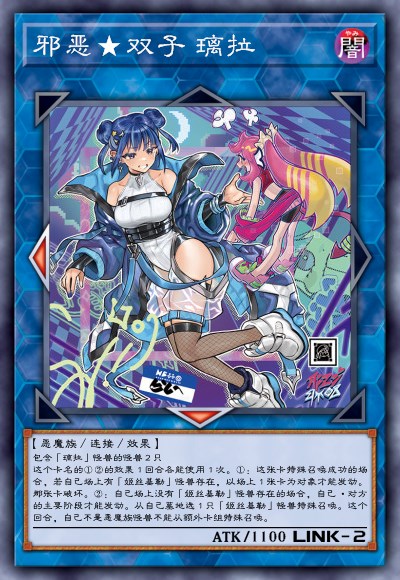 邪恶★双子 璃拉
やみ
闇
【恶魔族/连接/效果】
包含「璃拉」怪兽的怪兽2只
这个卡名的①②的效果1回合各能使用1次。①：这张卡特殊召唤成功的场
合，若自己场上有「姬丝基勒」怪兽存在，以场上1张卡为对象才能发动。
那张卡破坏。②：自己场上没有「姬丝基勒」怪兽存在的场合，自己·对方
的主要阶段才能发动。从自己墓地选1只「姬丝基勒」怪兽特殊召唤。这个
回合，自己不是恶魔族怪兽不能从额外卡组特殊召唤。
ATK/1100 LINK-2